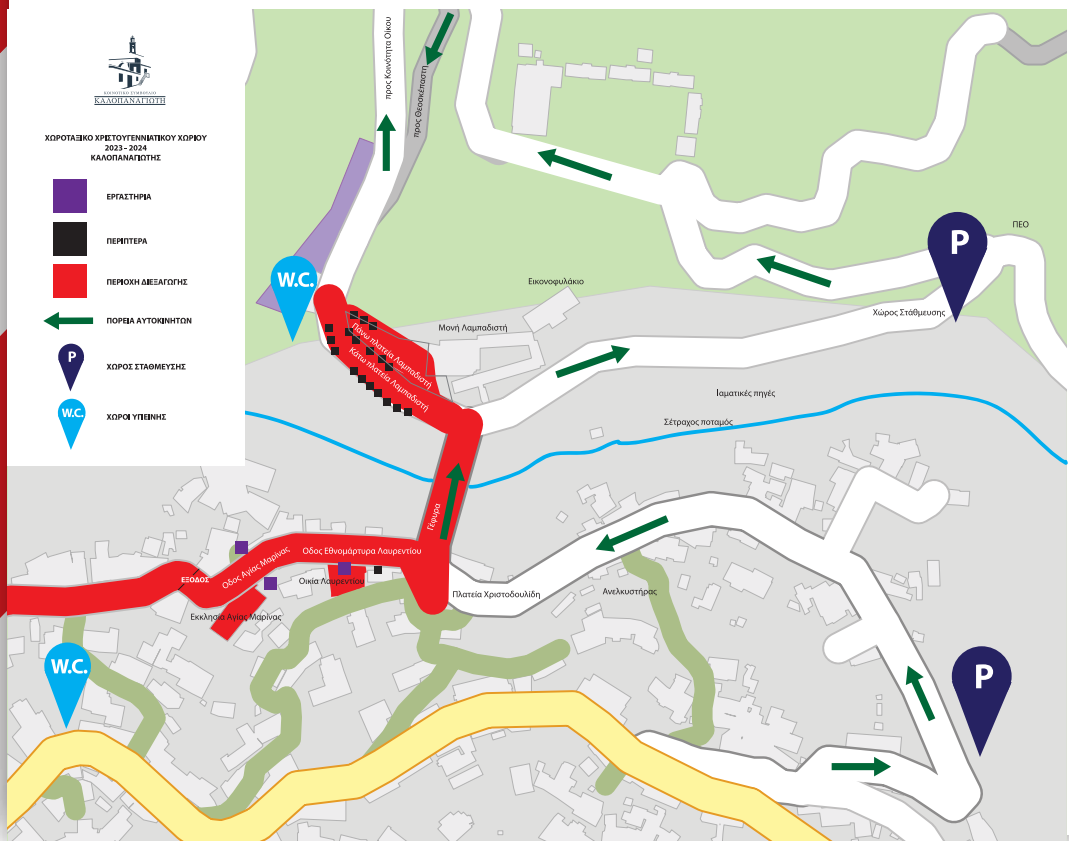 ΚΟΙΝΟΤΙΚΟ ΣΥΜΒΟΥΛΙΟ
ΚΑΛΟΠΑΝΑΓΙΩΤΗ
ΧΩΡΟΤΑΞΙΚΟ ΧΡΙΣΤΟΥΓΕΝΝΙΑΤΙΚΟΥ ΧΩΡΙΟΥ
2023 – 2024
ΚΑΛΟΠΑΝΑΓΙΩΤΗΣ
ΕΡΓΑΣΤΗΡΙΑ
ΠΕΡΙΠΤΕΡΑ
ΠΕΡΙΟΧΗ ΔΙΕΞΑΓΩΓΗΣ
ΠΟΡΕΙΑ ΑΥΤΟΚΙΝΗΤΩΝ
P
ΧΩΡΟΣ ΣΤΑΘΜΕΥΣΗΣ
W.C.
ΧΩΡΟΙ ΥΓΙΕΙΝΗΣ
προς Κοινότητα Οίκου
προς Θεοσκέπαστη
ΠΕΟ
P
W.C.
Εικονοφυλάκιο
Χώρος Στάθμευσης
Μονή Λαμπαδιστή
Πάνω πλατεία Λαμπαδιστή
Κάτω πλατεία Λαμπαδιστή
Ιαματικές πηγές
Σέτραχος ποταμός
Γέφυρα
Οδος Εθνομάρτυρα Λαυρεντίου
Οδος Αγίας Μαρίνας
ΕΞΟΔΟΣ
Οικία Λαυρεντίου
Πλατεία Χριστοδουλίδη
Ανελκυστήρας
Εκκλησία Αγίας Μαρίνας
W.C.
P